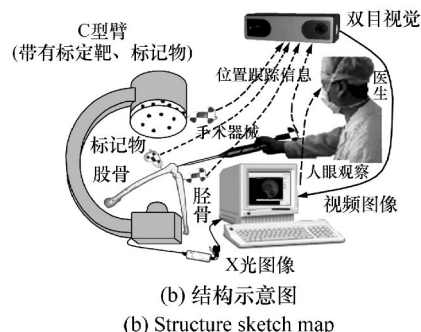 C型臂
(带有标定靶、标记物)
双目视觉
位置跟踪信息
医生
手术器械
标记物
股骨
胫骨
人眼观察
视频图像
X光图像
(b) 结构示意图
(b) Structure sketch map